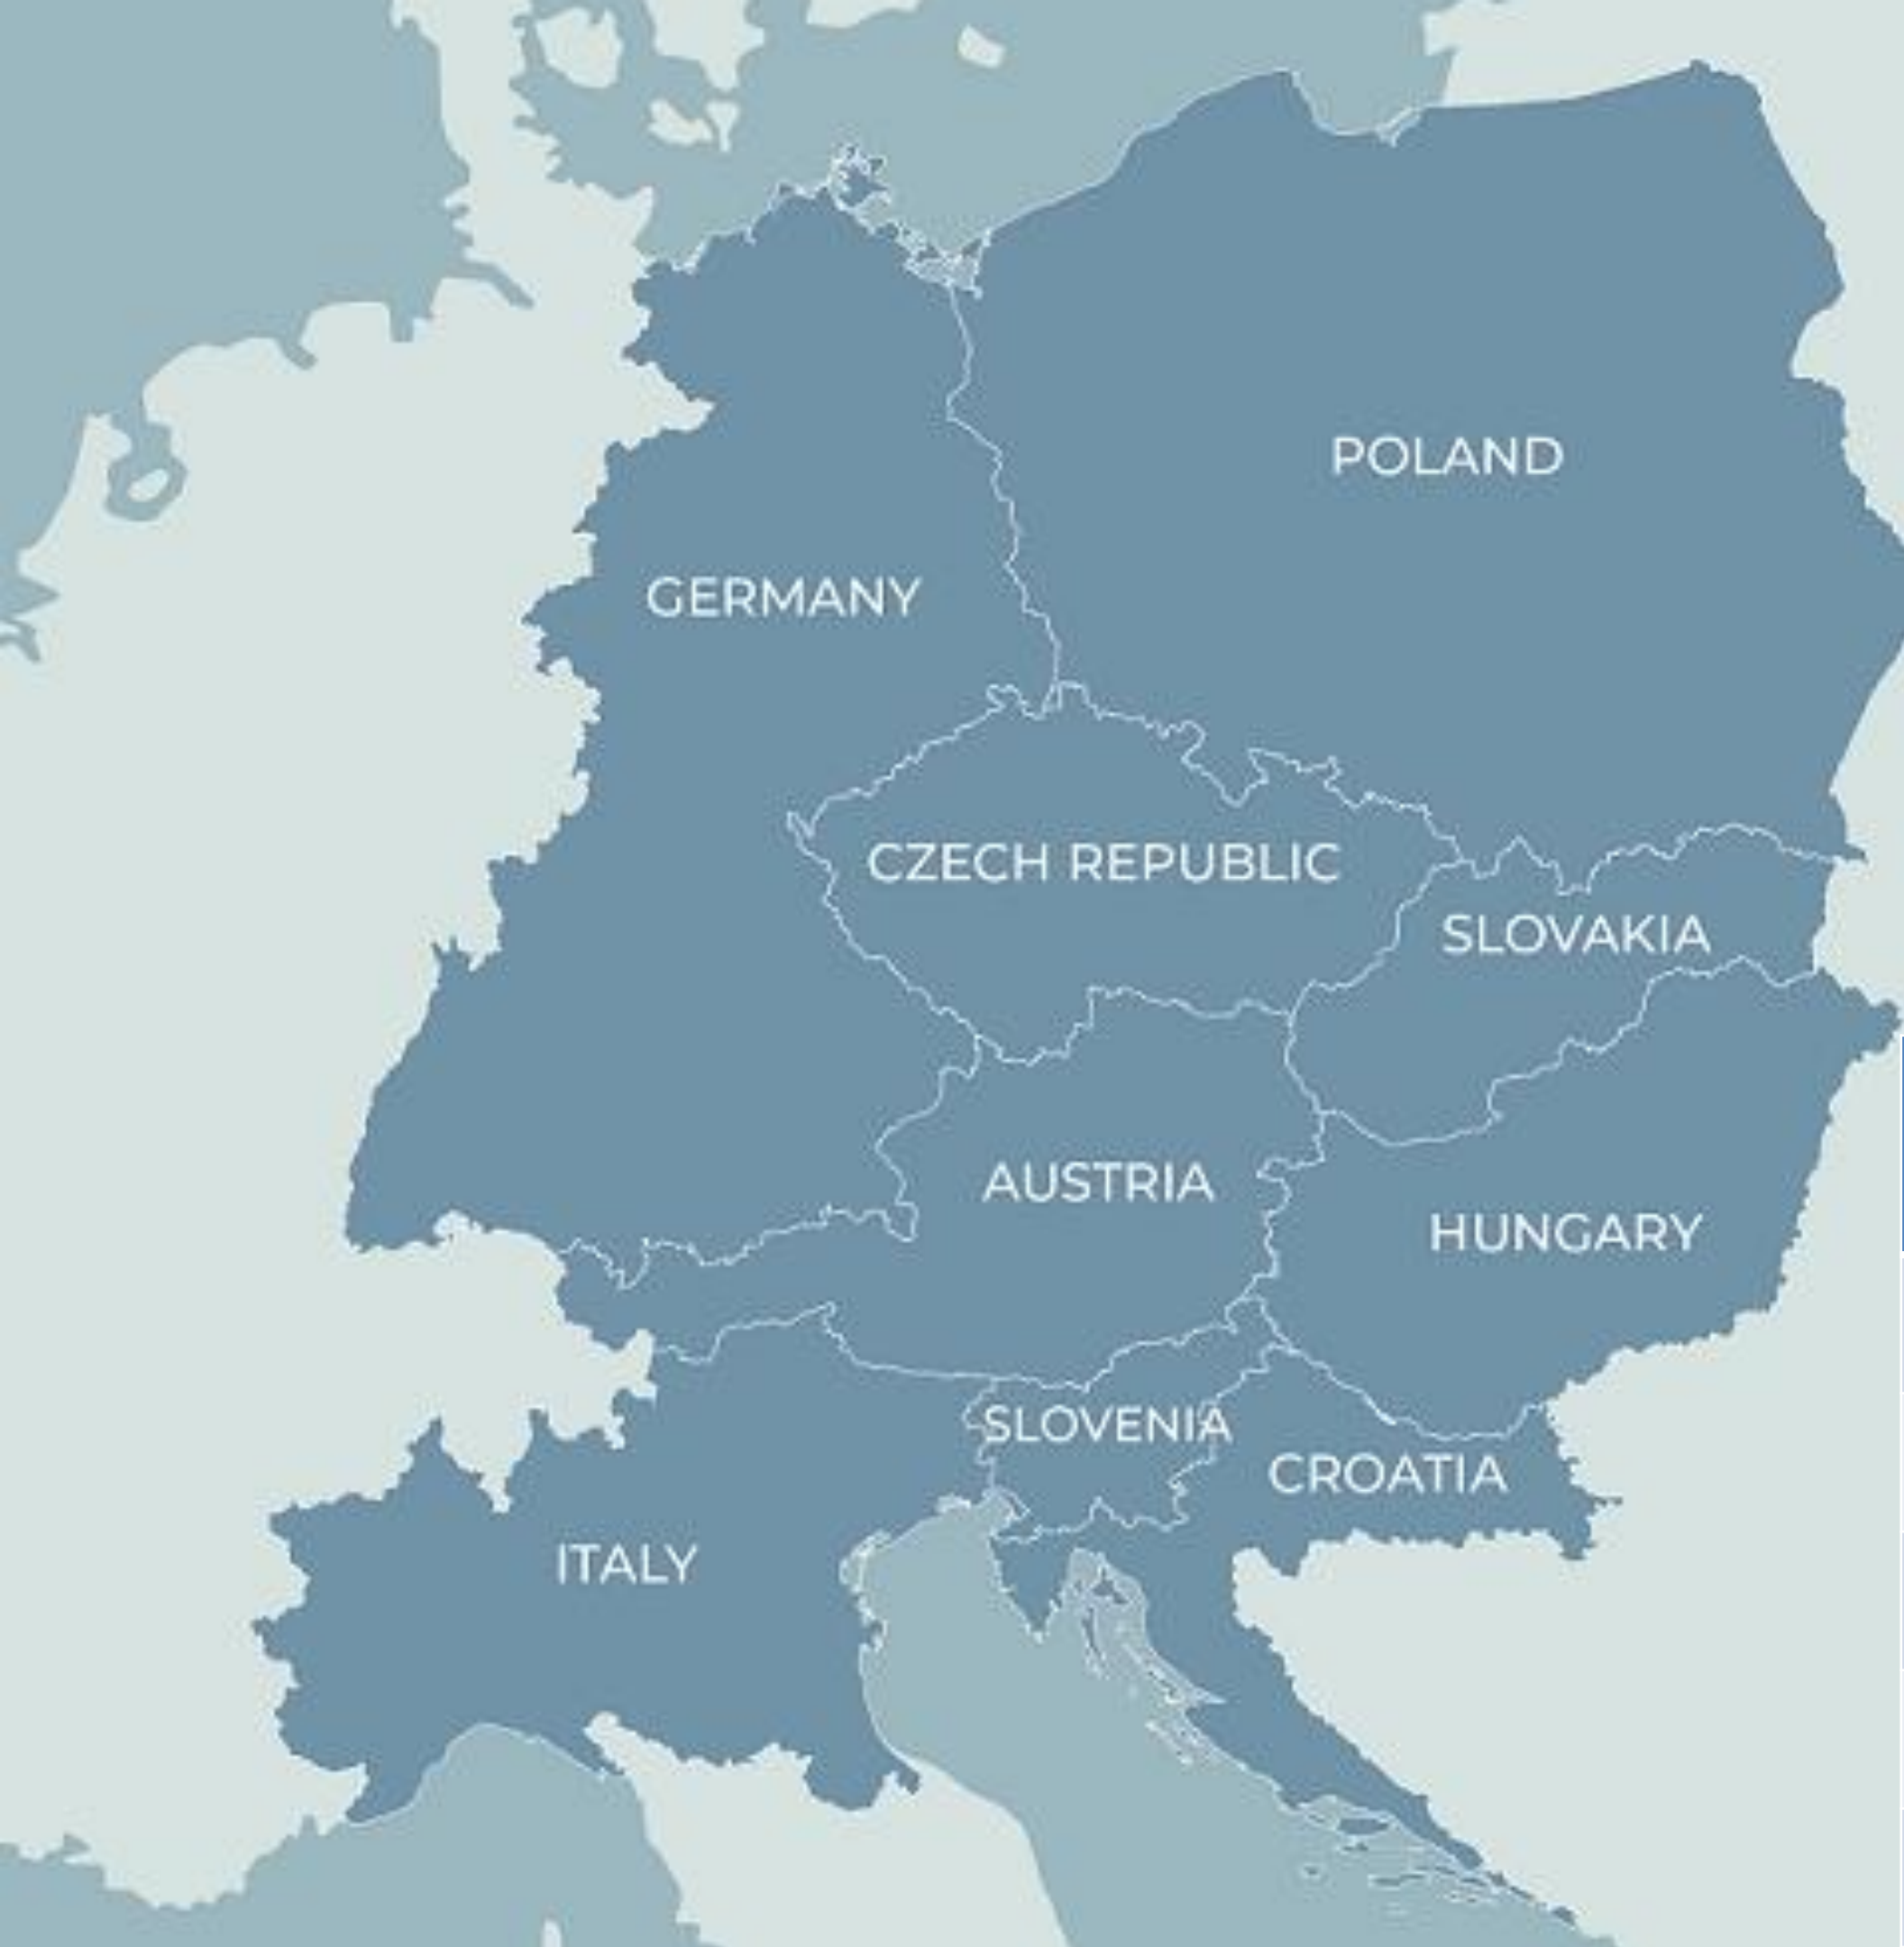 POLAND
GERMANY
CZECH REPUBLIC
SLOVAKIA
AUSTRIA
HUNGARY
SLOVENIA
CROATIA
ITALY